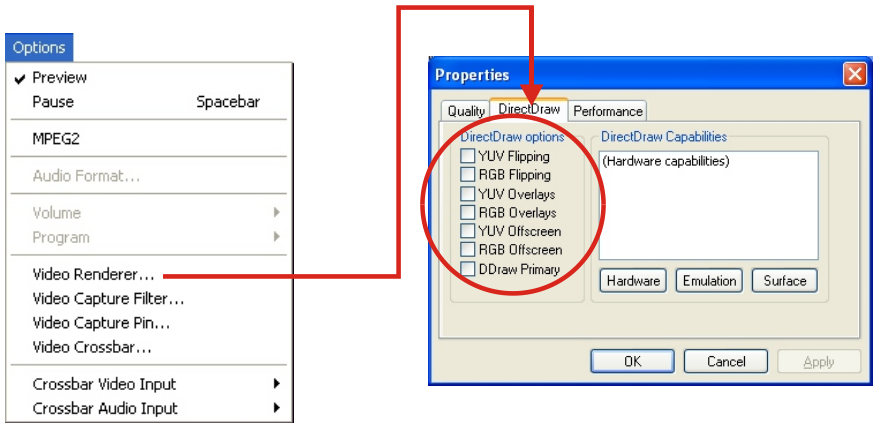 Options
Preview
Pause Spacebar
MPEG2
Audio Format...
Volume
Program
Video Renderer...
Video Capture Filter...
Video Capture Pin...
Video Crossbar...
Crossbar Video Input
Crossbar Audio Input
Properties
Quality DirectDraw Performance
DirectDraw options
YUV Flipping
RGB Flipping
YUV Overlays
RGB Overlays
YUV Offscreen
RGB Offscreen
DDraw Primary
DirectDraw Capabilities
(Hardware capabilities)
Hardware Emulation Surface
OK Cancel Apply